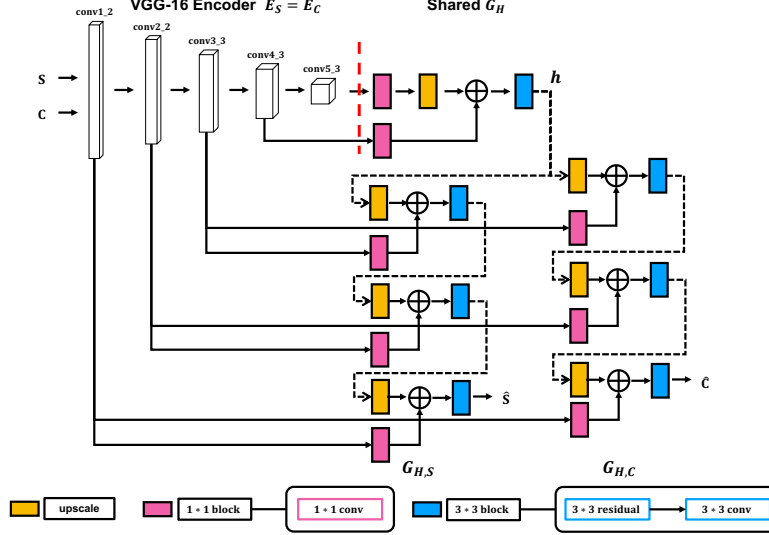 VGG-16 Encoder E_S = E_C
Shared G_H
conv1_2
conv2_2
conv3_3
conv4_3
conv5_3
S
C
h
Ŝ
Ĉ
G_{H,S}
G_{H,C}
upscale
1 * 1 block
1 * 1 conv
3 * 3 block
3 * 3 residual
3 * 3 conv